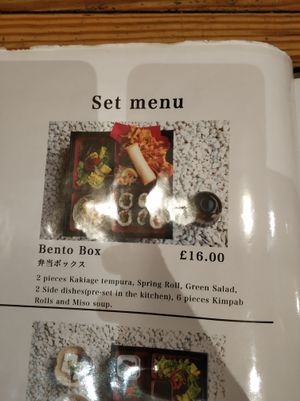 Set menu
Bento Box £16.00
弁当ボックス
2 pieces Kakiage tempura, Spring Roll, Green Salad,
2 Side dishes(pre-set in the kitchen), 6 pieces Kimpab
Rolls and Miso soup.